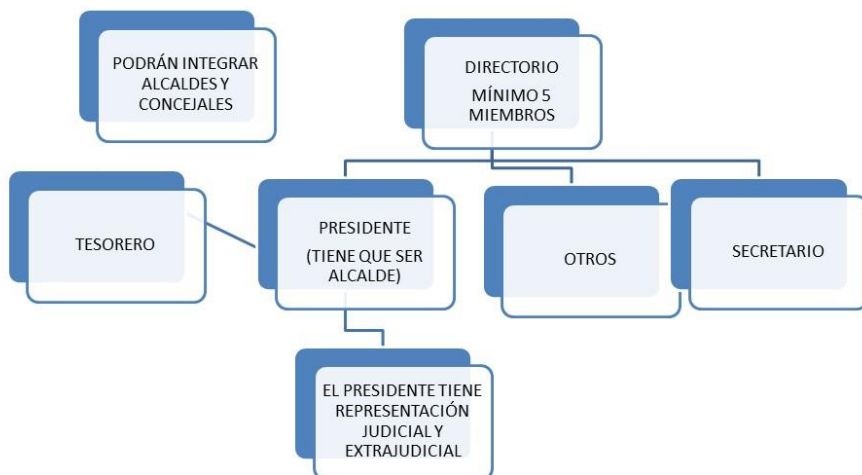 PODRÁN INTEGRAR
ALCALDES Y
CONCEJALES
DIRECTORIO
MÍNIMO 5
MIEMBROS
TESORERO
PRESIDENTE
(TIENE QUE SER
ALCALDE)
OTROS
SECRETARIO
EL PRESIDENTE TIENE
REPRESENTACIÓN
JUDICIAL Y
EXTRAJUDICIAL